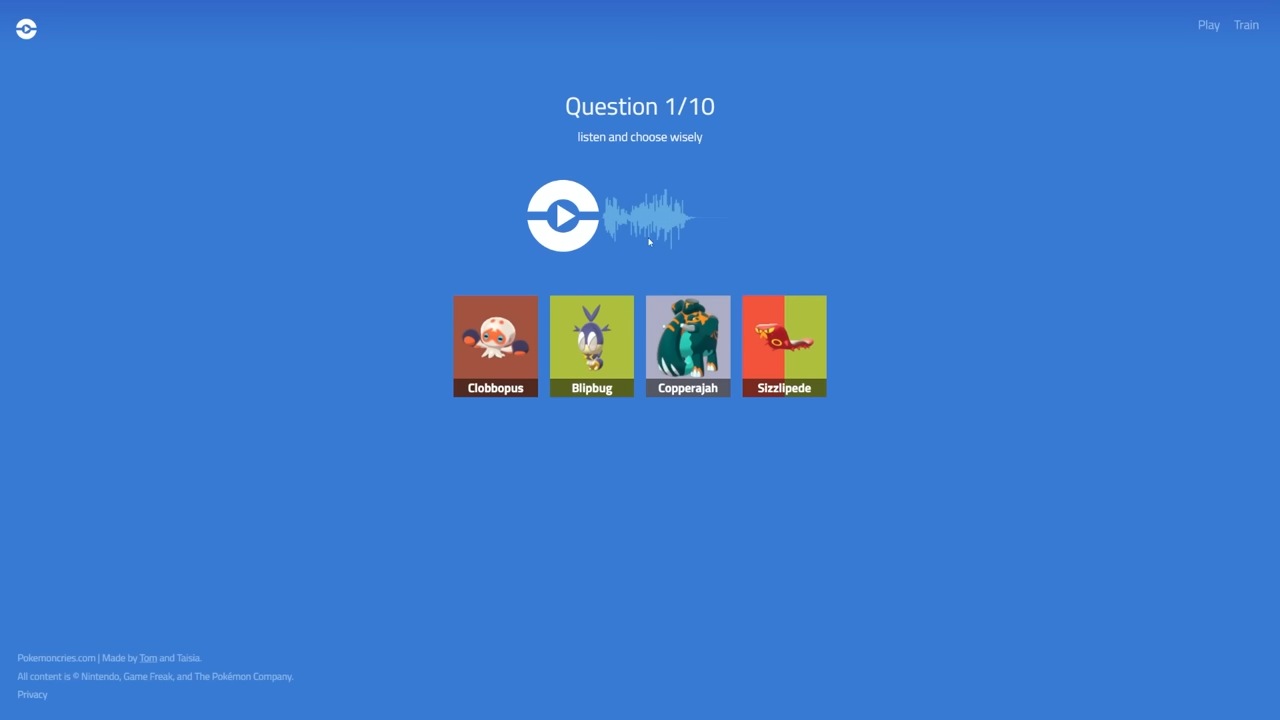 Play Train
Question 1/10
listen and choose wisely
Clobbopus Blipbug Copperajah Sizzlipede
Pokemoncries.com | Made by Tom and Taisia.
All content is © Nintendo, Game Freak, and The Pokémon Company.
Privacy